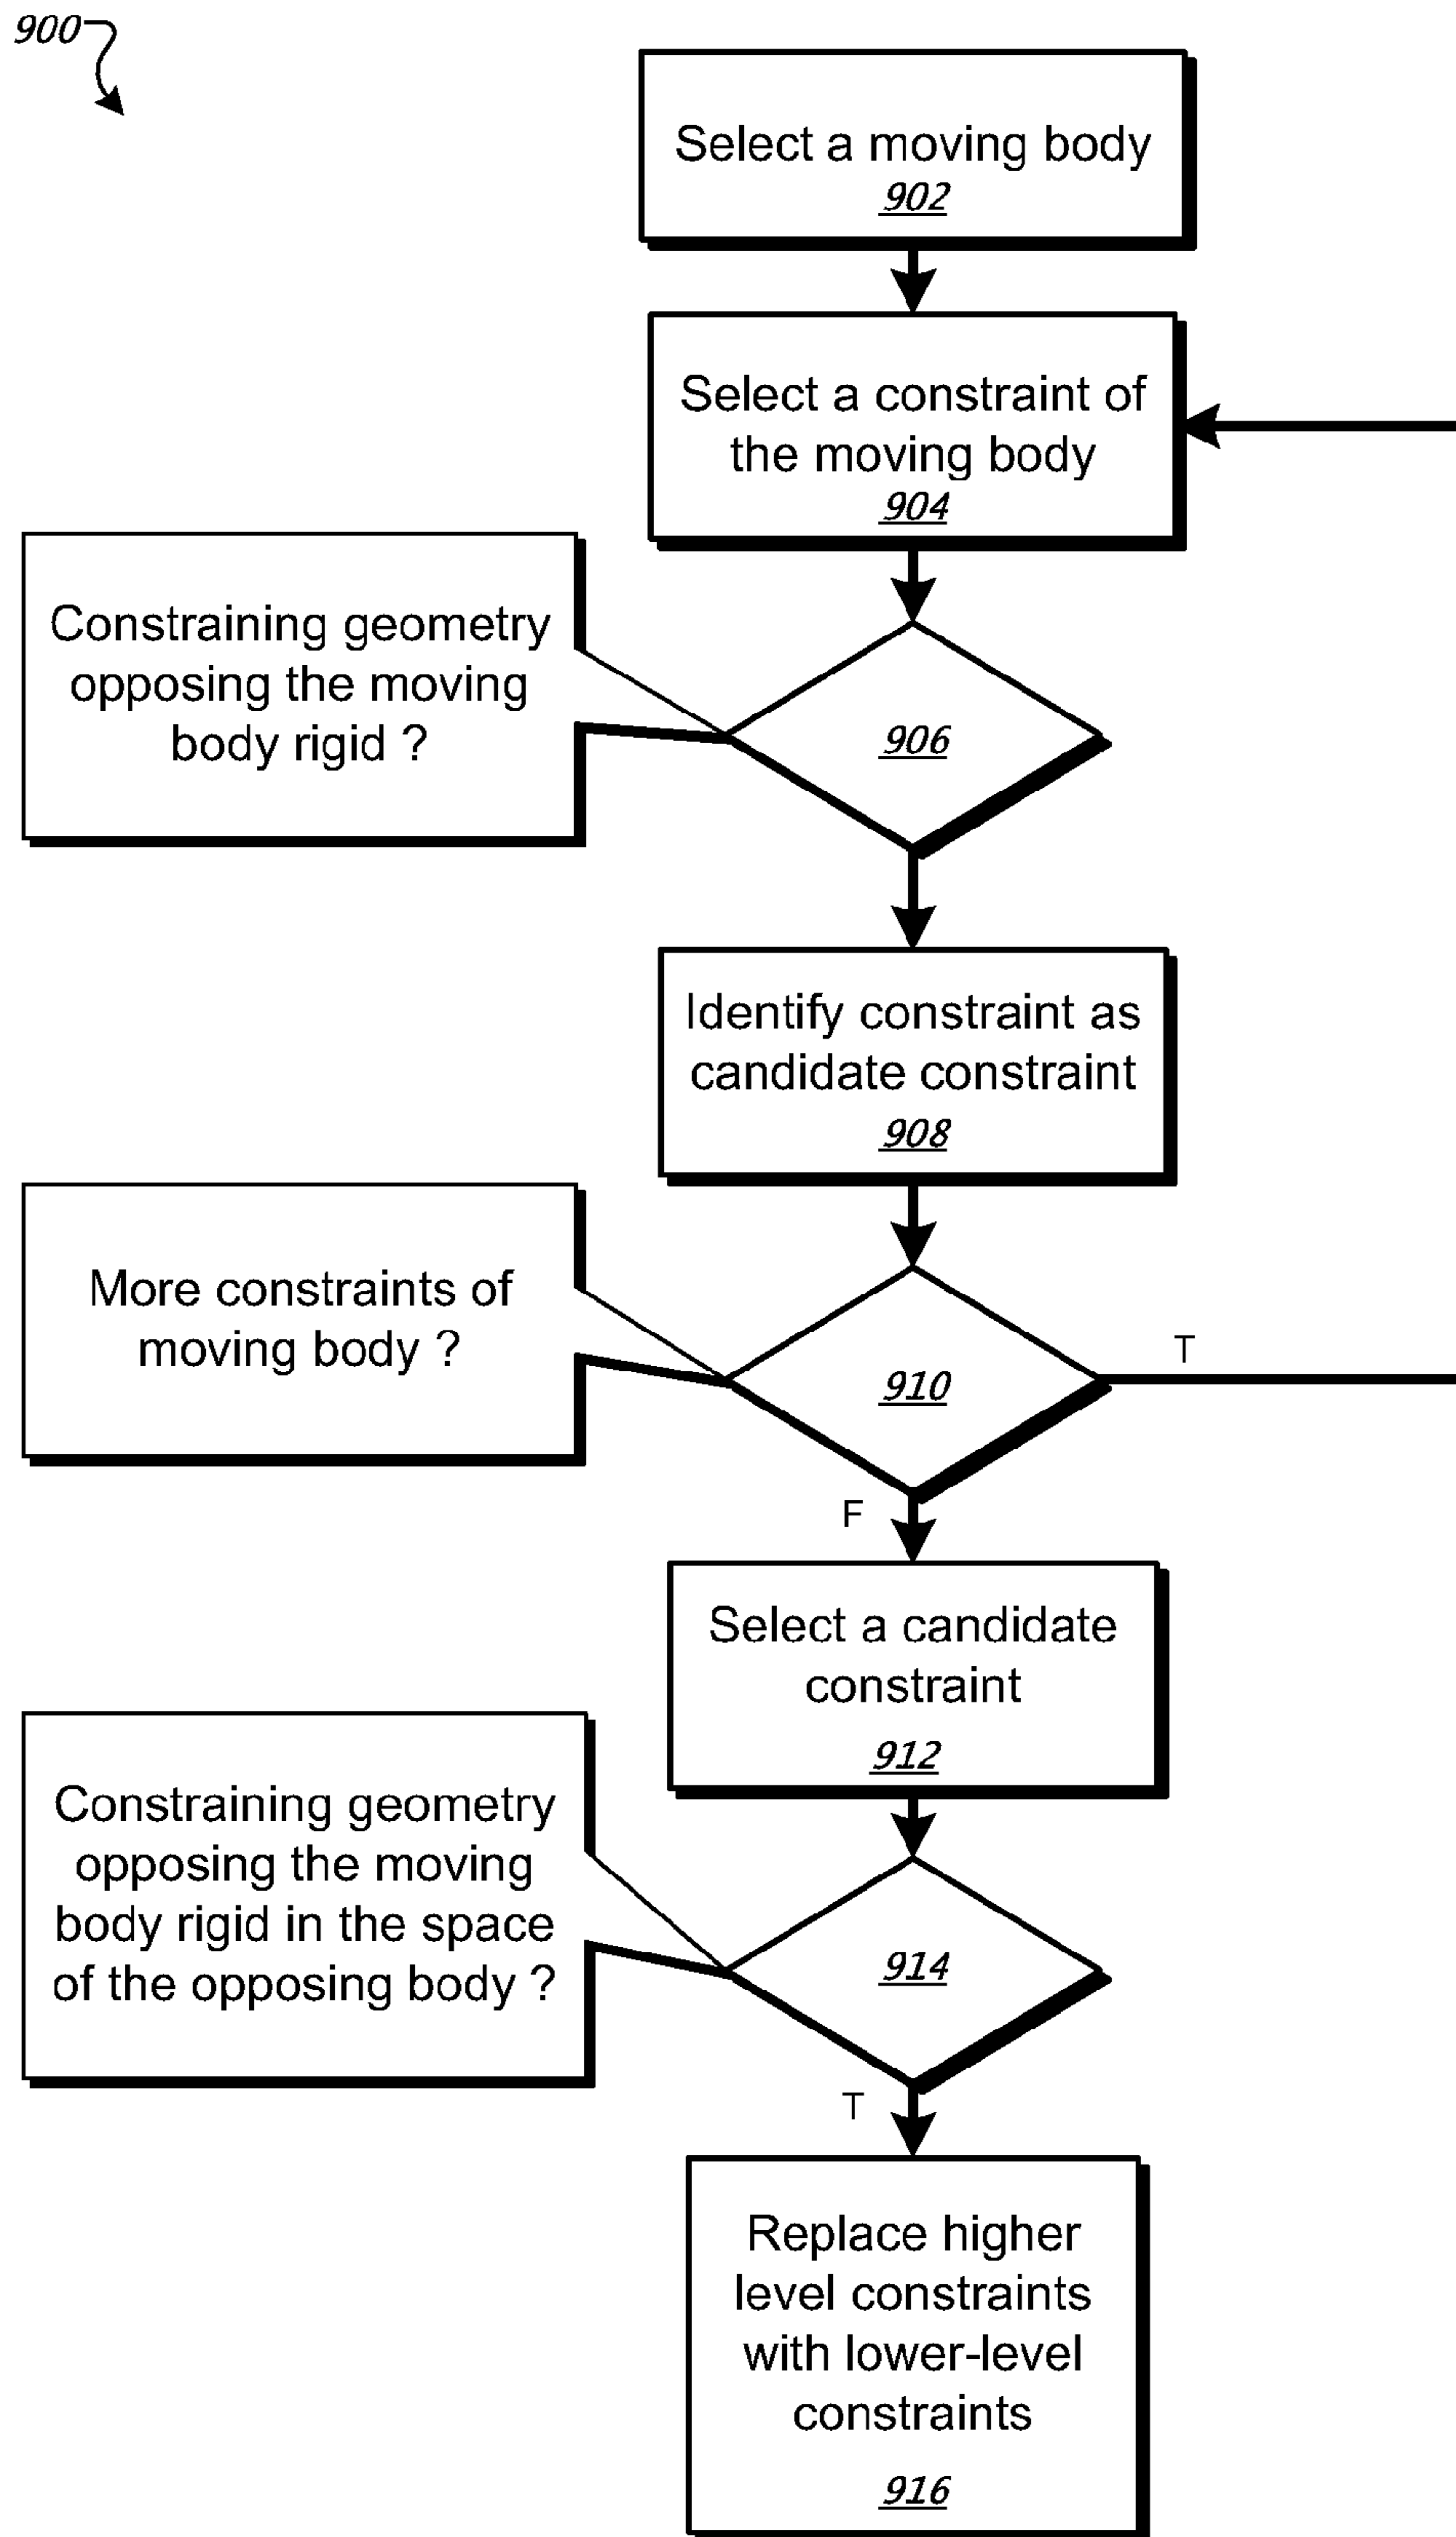 900
Select a moving body
902
Select a constraint of
the moving body
904
Constraining geometry
opposing the moving
body rigid ?
906
Identify constraint as
candidate constraint
908
More constraints of
moving body ?
910
T
F
Select a candidate
constraint
912
Constraining geometry
opposing the moving
body rigid in the space
of the opposing body ?
914
T
Replace higher
level constraints
with lower-level
constraints
916